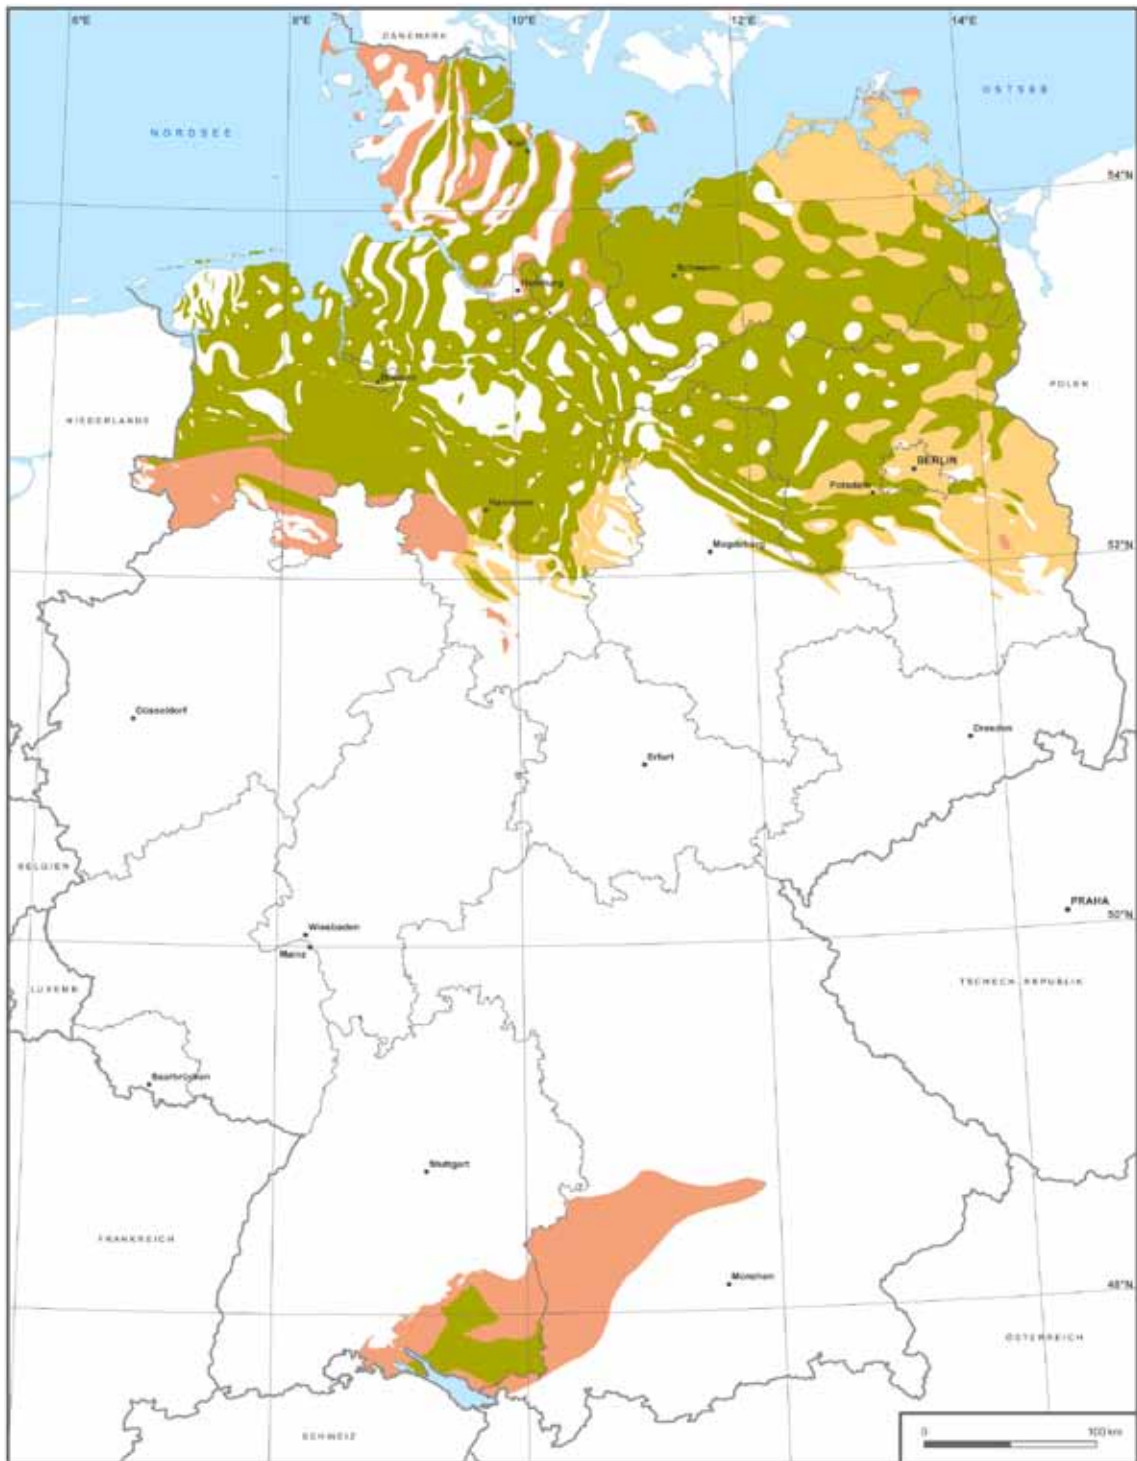 6°E 8°E 10°E 12°E 14°E
DÄNEMARK
OSTSEE
NORDSEE
Kiel
54°N
Schwerin
Hamburg
Bremen
POLEN
NIEDERLANDE
BERLIN
Potsdam
Hannover
Magdeburg
52°N
Düsseldorf
Dresden
Erfurt
BELGIEN
PRAHA
50°N
Wiesbaden
Mainz
LUXEMB
TSCHECH. REPUBLIK
Saarbrücken
Stuttgart
FRANKREICH
München
48°N
ÖSTERREICH
SCHWEIZ
0 100 km